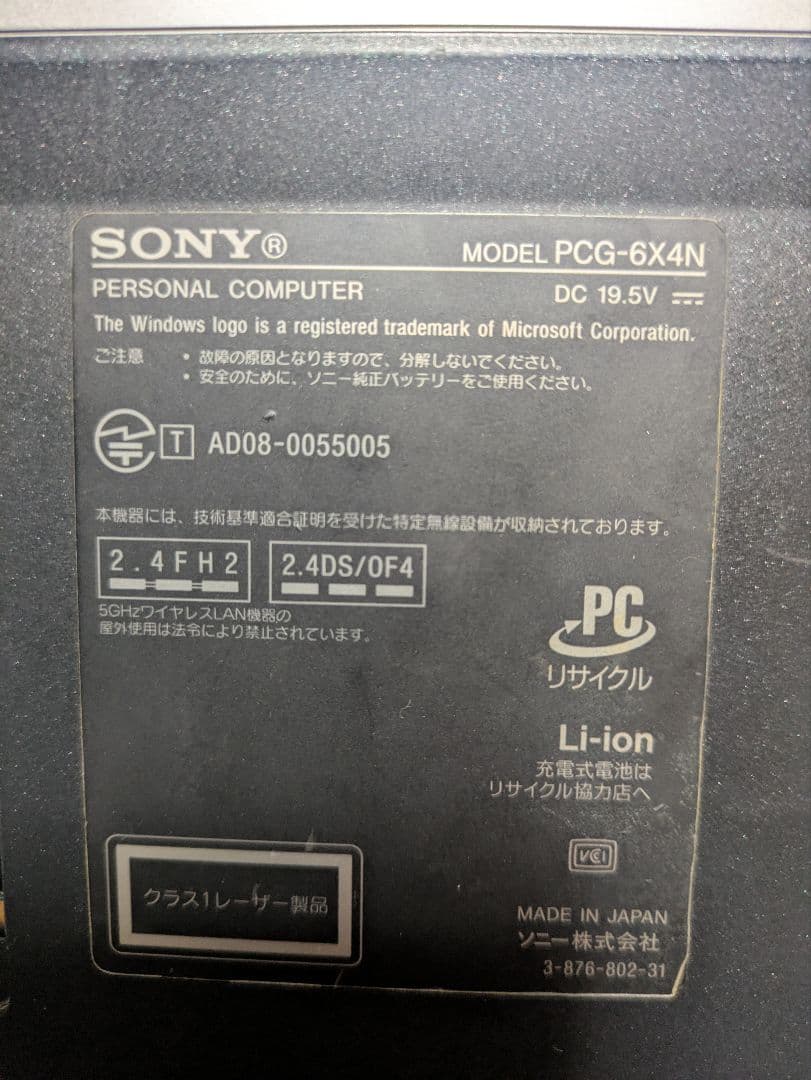 SONY® MODEL PCG-6X4N
PERSONAL COMPUTER DC 19.5V
The Windows logo is a registered trademark of Microsoft Corporation.
ご注意 • 故障の原因となりますので、分解しないでください。
• 安全のために、ソニー純正バッテリーをご使用ください。
T AD08-0055005
本機器には、技術基準適合証明を受けた特定無線設備が収納されております。
2.4FH2 2.4DS/OF4
5GHzワイヤレスLAN機器の
屋外使用は法令により禁止されています。
PC
リサイクル
Li-ion
充電式電池は
リサイクル協力店へ
VCI
クラス1レーザー製品
MADE IN JAPAN
ソニー株式会社
3-876-802-31